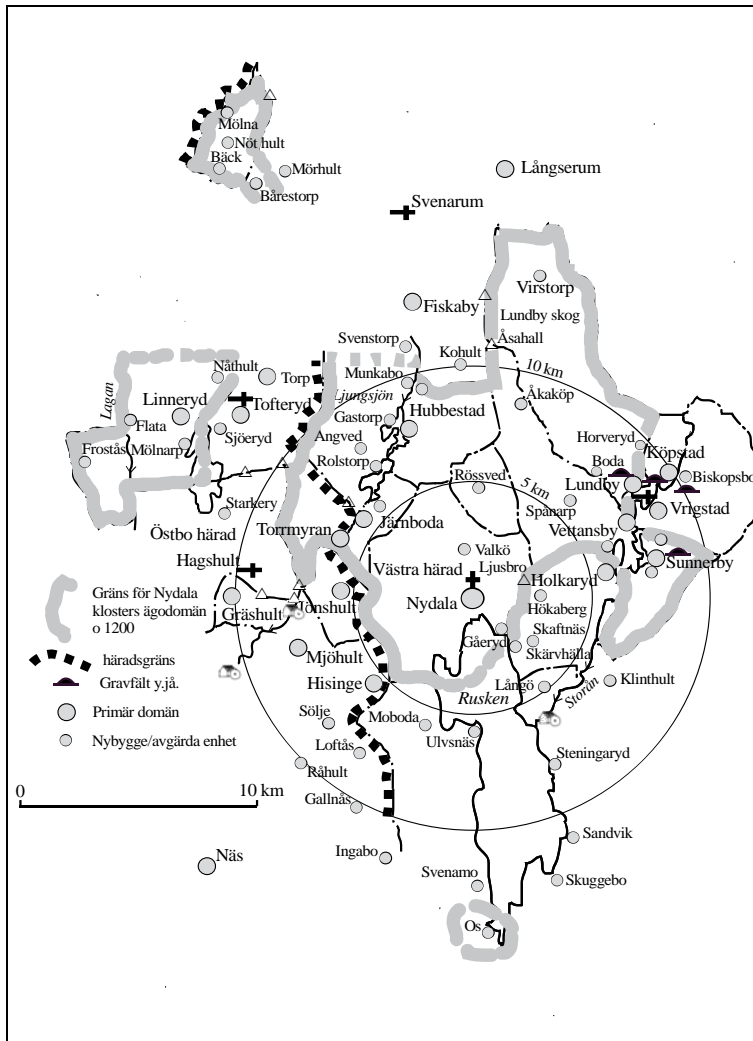 Mölna
Nöt hult
Bäck
Mörhult
Bårestorp
Långserum
Svenarum
Virstorp
Fiskaby
Lundby skog
Åsahall
Svenstorp
Kohult
10 km
Nåthult
Torp
Munkabo
Ljungsjön
Lagan
Linneryd
Tofteryd
Hubbestad
Åkaköp
Flata
Gastorp
Sjöeryd
Angved
Horveryd
Frostås
Mölnarp
Rolstorp
Boda
Köpstad
Rössved
5 km
Lundby
Biskopsbo
Starkery
Spånarp
Vrigstad
Östbo härad
Torrmyran
Järnboda
Vettansby
Valkö
Hagshult
Västra härad
Ljusbro
Holkaryd
Sunnerby
Gräns för Nydala
klosters ägodomän
o 1200
Nydala
Hökaberg
Gräshult
Jönshult
Gåeryd
Skaftnäs
Skärvhälla
häradsgräns
Mjöhult
Gravfält y.jå.
Hisinge
Långö
Storån
Klinthult
Rusken
Primär domän
Sölje
Moboda
Ulvsnäs
Nybygge/avgärda enhet
Loftås
Råhult
Steningaryd
0
10 km
Gallnås
Sandvik
Ingabo
Näs
Svenamo
Skuggebo
Os